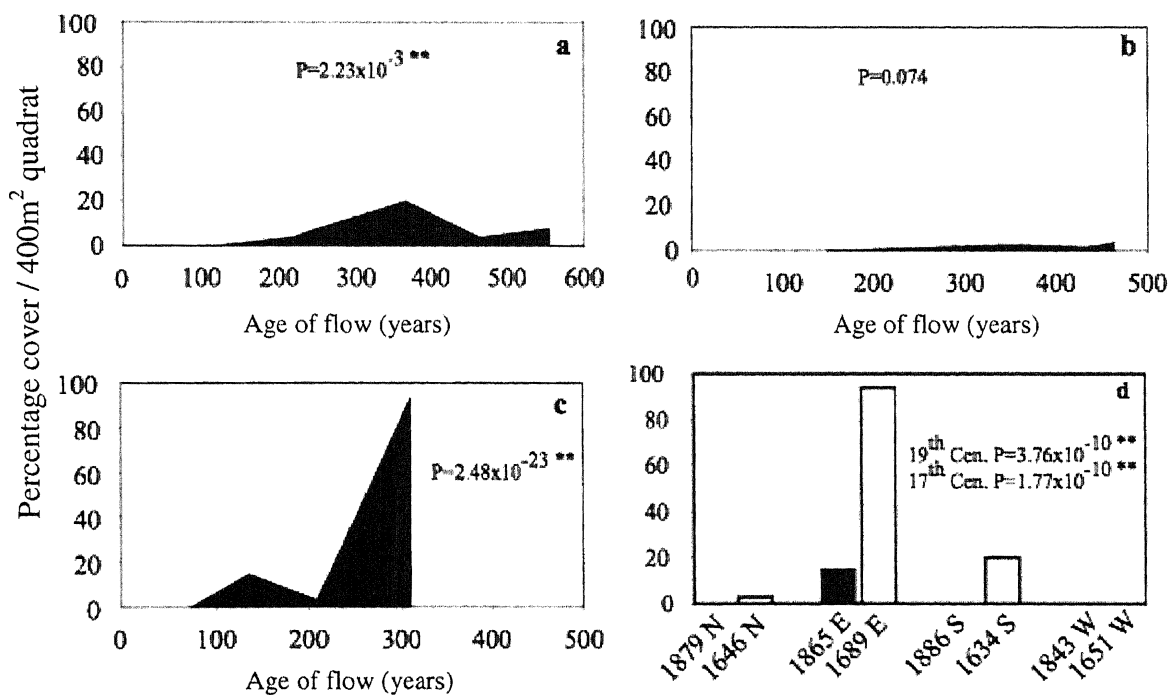 Percentage cover / 400m² quadrat
100
80
60
40
20
0
a
P=2.23x10⁻³ **
0 100 200 300 400 500 600
Age of flow (years)
100
80
60
40
20
0
b
P=0.074
0 100 200 300 400 500
Age of flow (years)
100
80
60
40
20
0
c
P=2.48x10⁻²³ **
0 100 200 300 400 500
Age of flow (years)
100
80
60
40
20
0
d
19th Cen. P=3.76x10⁻¹⁰ **
17th Cen. P=1.77x10⁻¹⁰ **
1879 N
1646 N
1865 E
1689 E
1886 S
1634 S
1843 W
1651 W